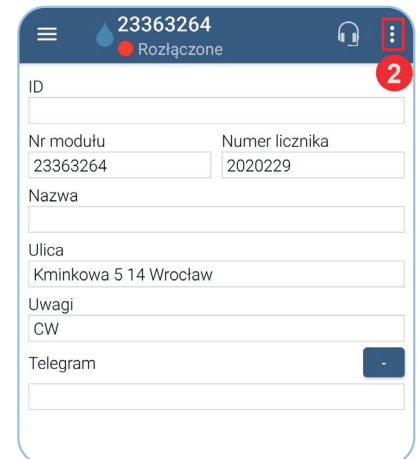 23363264
Rozłączone
2
ID
Nr modułu Numer licznika
23363264 2020229
Nazwa
Ulica
Kminkowa 5 14 Wrocław
Uwagi
CW
Telegram -